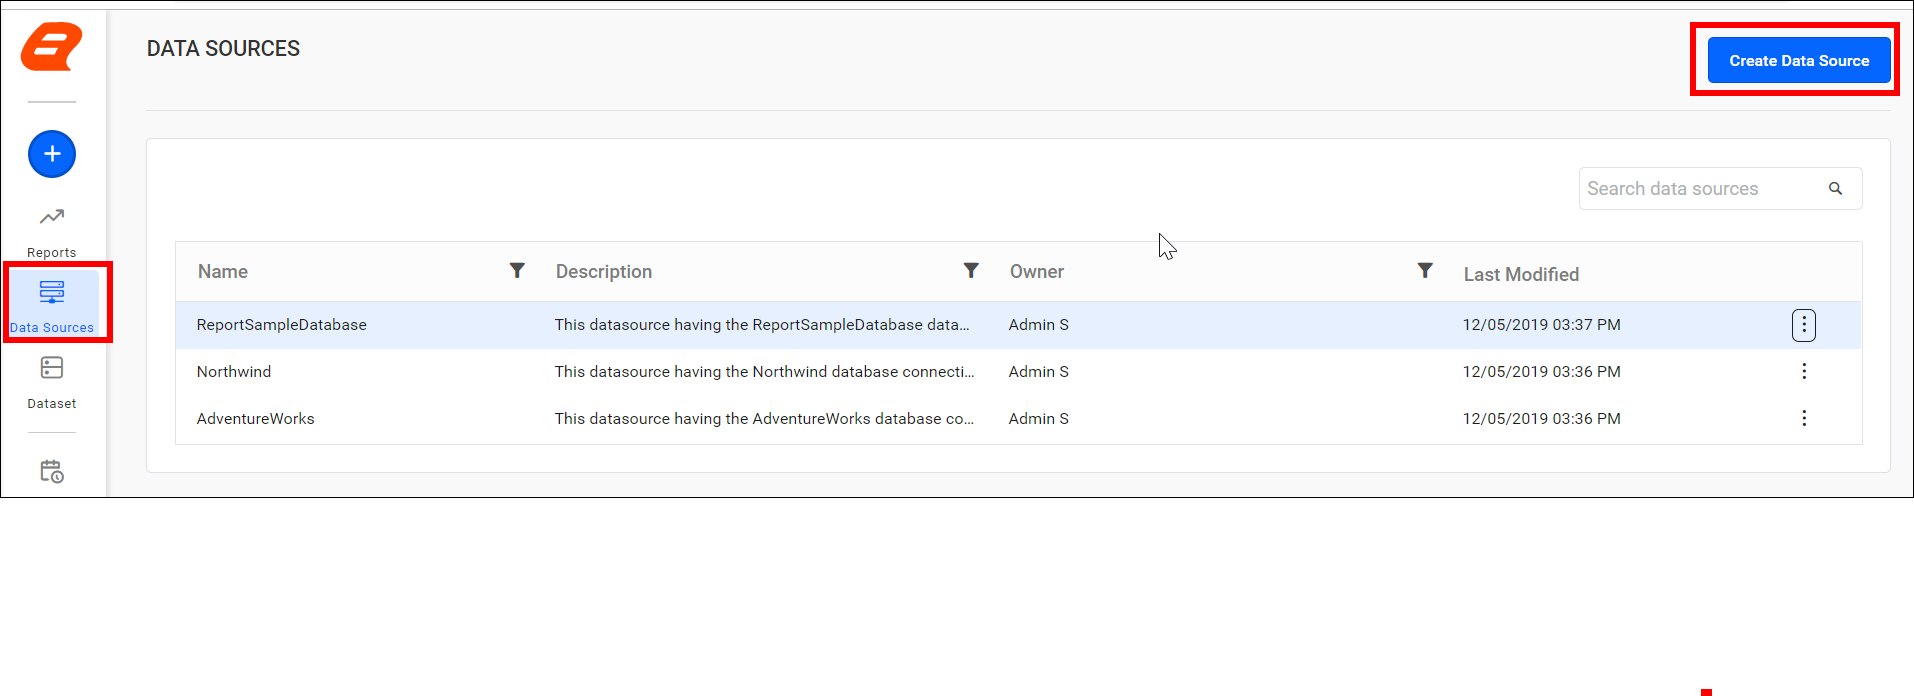 DATA SOURCES
Create Data Source
Reports
Data Sources
Dataset
Search data sources
Name Description Owner Last Modified
ReportSampleDatabase This datasource having the ReportSampleDatabase data... Admin S 12/05/2019 03:37 PM
Northwind This datasource having the Northwind database connecti... Admin S 12/05/2019 03:36 PM
AdventureWorks This datasource having the AdventureWorks database co... Admin S 12/05/2019 03:36 PM